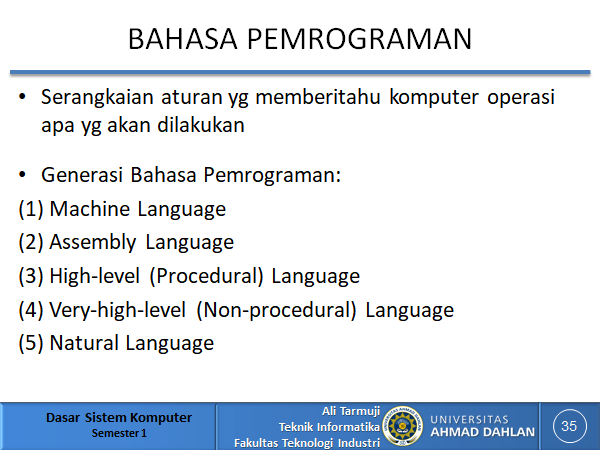 BAHASA PEMROGRAMAN
• Serangkaian aturan yg memberitahu komputer operasi
apa yg akan dilakukan
• Generasi Bahasa Pemrograman:
(1) Machine Language
(2) Assembly Language
(3) High-level (Procedural) Language
(4) Very-high-level (Non-procedural) Language
(5) Natural Language
Dasar Sistem Komputer
Semester 1
Ali Tarmuji
Teknik Informatika
Fakultas Teknologi Industri
UNIVERSITAS
AHMAD DAHLAN
35